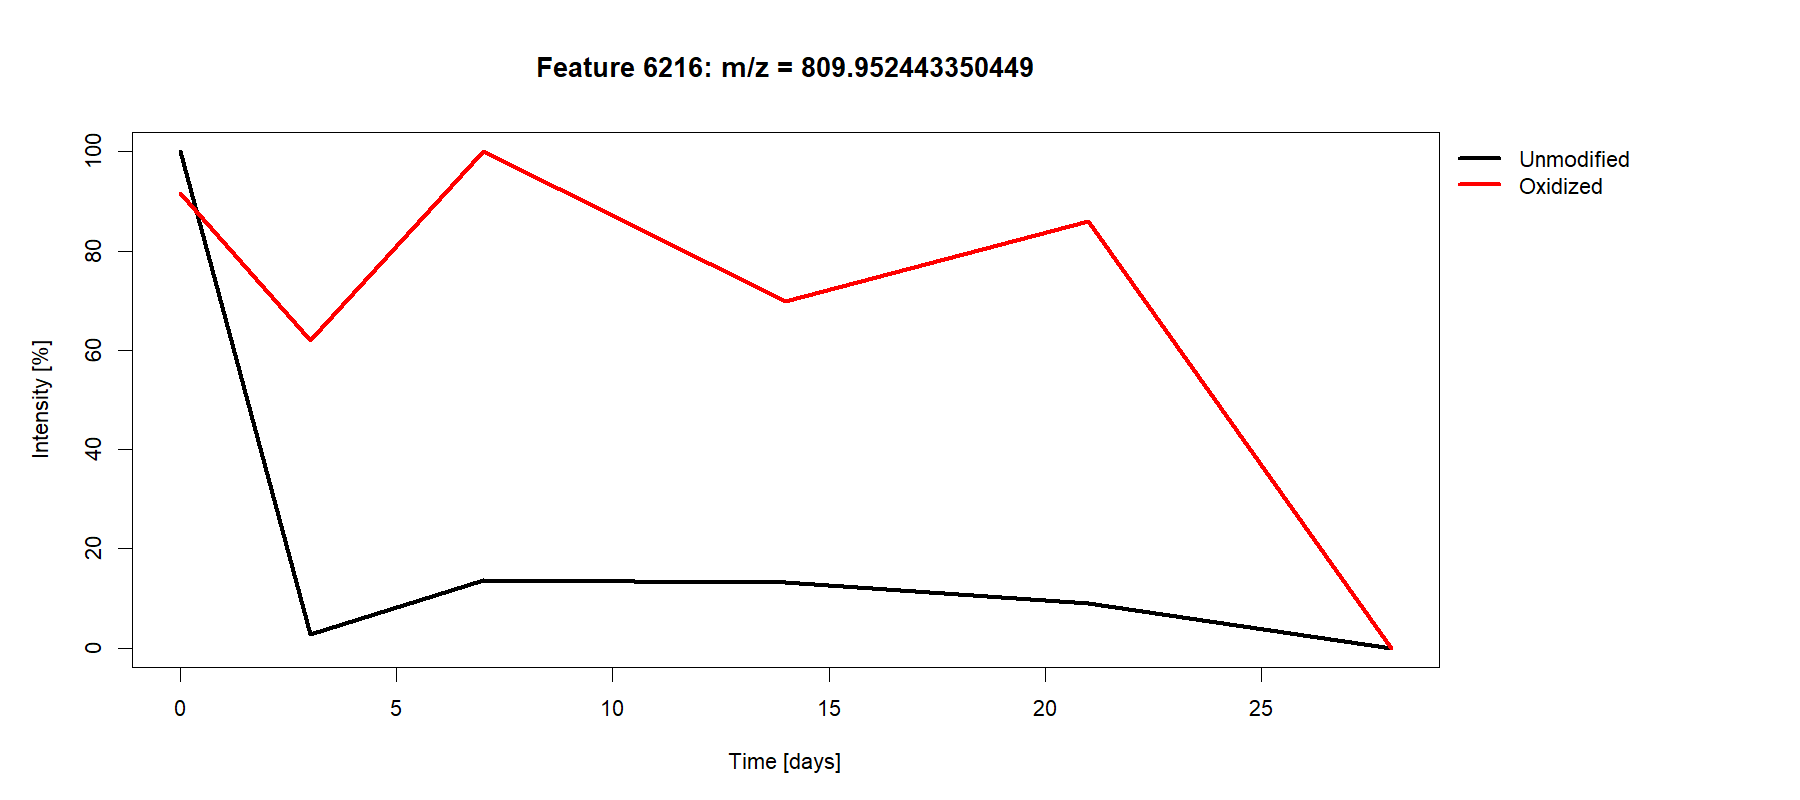 Feature 6216: m/z = 809.952443350449
Unmodified
Oxidized
Intensity [%]
100
80
60
40
20
0
0 5 10 15 20 25
Time [days]